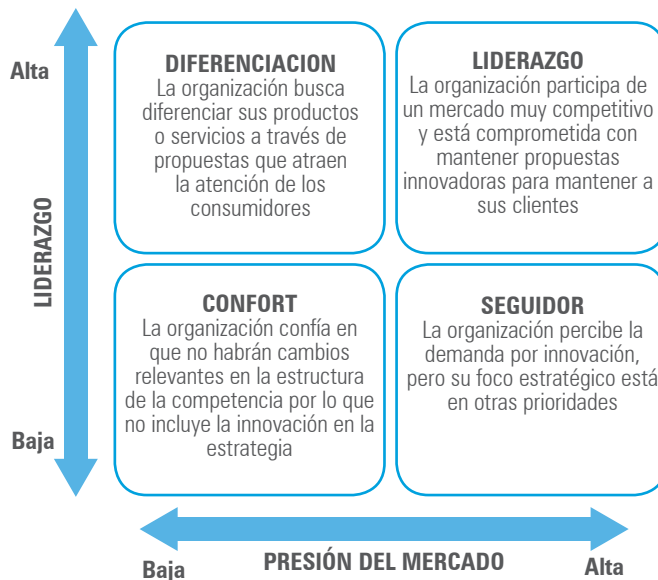 Alta
LIDERAZGO
Baja
DIFERENCIACION
La organización busca
diferenciar sus productos
o servicios a través de
propuestas que atraen
la atención de los
consumidores
LIDERAZGO
La organización participa de
un mercado muy competitivo
y está comprometida con
mantener propuestas
innovadoras para mantener a
sus clientes
CONFORT
La organización confía en
que no habrán cambios
relevantes en la estructura
de la competencia por lo que
no incluye la innovación en la
estrategia
SEGUIDOR
La organización percibe la
demanda por innovación,
pero su foco estratégico está
en otras prioridades
Baja
PRESIÓN DEL MERCADO
Alta